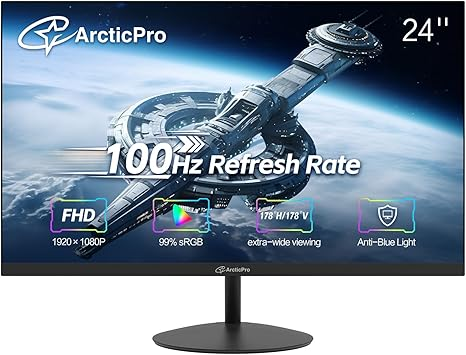 ArcticPro
24"
100Hz Refresh Rate
FHD
178°H/178°V
1920×1080P
99% sRGB
extra-wide viewing
Anti-Blue Light
ArcticPro